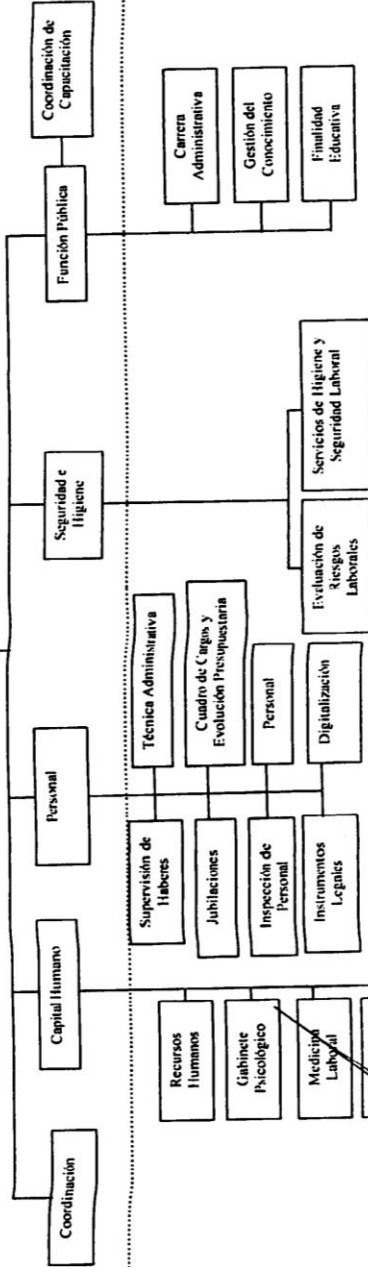 Coordinación
Capital Humano
Personal
Seguridad e
Higiene
Función Pública
Coordinación de
Capacitación
Recursos
Humanos
Gabinete
Psicológico
Medicina
Laboral
Supervisión de
Haberes
Jubilaciones
Inspección de
Personal
Instrumentos
Legales
Técnica Administrativa
Cuadro de Cargos y
Evolución Presupuestaria
Personal
Digitalización
Evaluación de
Riesgos
Laborales
Servicios de Higiene y
Seguridad Laboral
Carrera
Administrativa
Gestión del
Conocimiento
Finalidad
Educativa